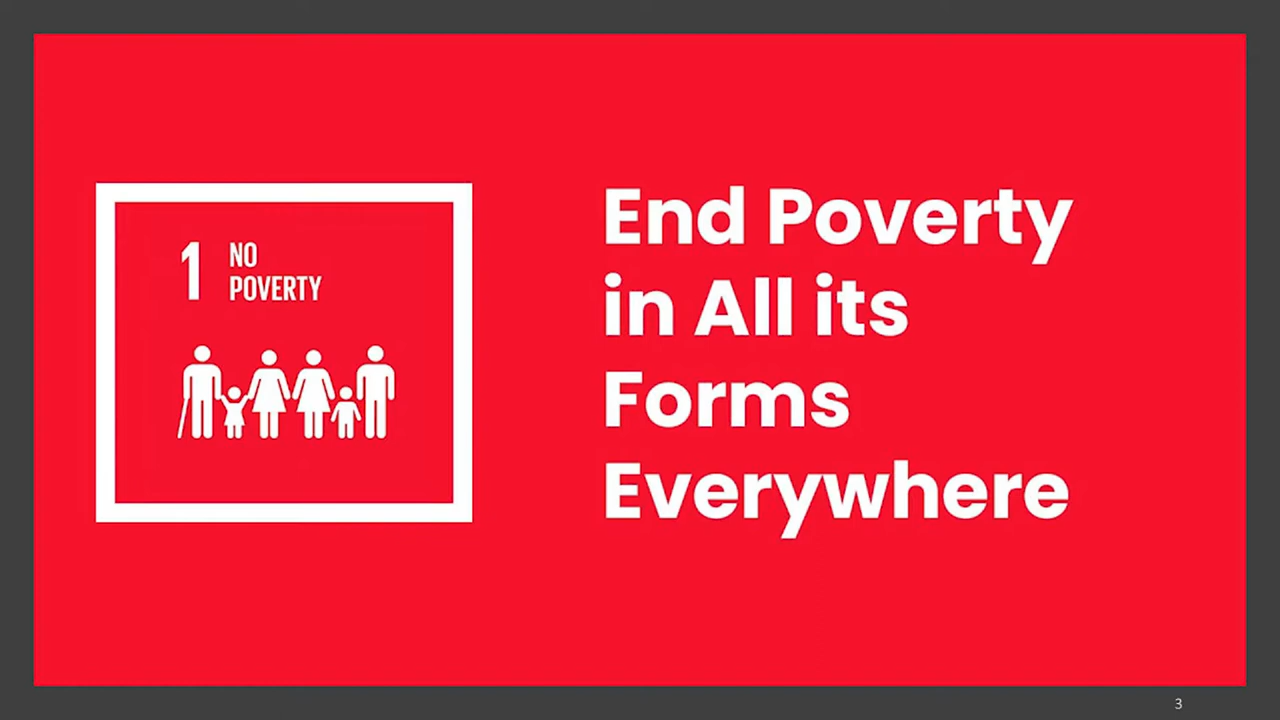 1 NO
POVERTY
End Poverty
in All its
Forms
Everywhere
3